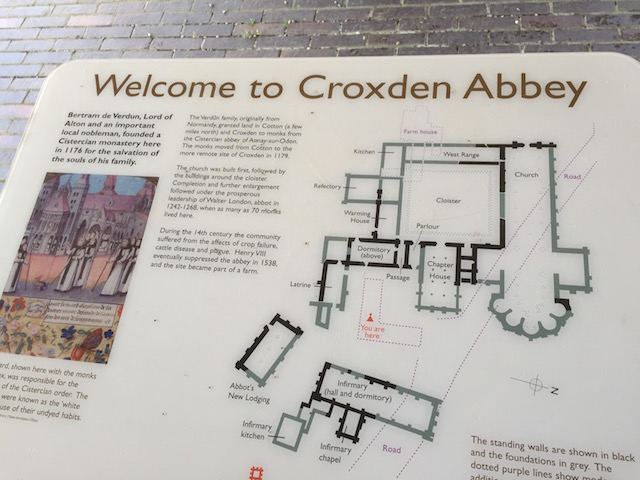 Welcome to Croxden Abbey
Bertram de Verdun, Lord of
Alton and an important
local nobleman, founded a
Cistercian monastery here
in 1176 for the salvation of
the souls of his family.
The Verdun family, originally from
Normandy, granted land in Cotton (a few
miles north) and Croxden to monks from
the Cistercian abbey of Aunay-sur-Odon.
The monks moved from Cotton to the
more remote site of Croxden in 1179.
The church was built first, followed by
the buildings around the cloister.
Completion and further enlargement
followed under the prosperous
leadership of Walter London, abbot in
1242-1268, when as many as 70 monks
lived here.
During the 14th century the community
suffered from the affects of crop failure,
cattle disease and plague. Henry VIII
eventually suppressed the abbey in 1538,
and the site became part of a farm.
ard, shown here with the monks
ux, was responsible for the
of the Cistercian order. The
were known as the 'white
use of their undyed habits.
Farm house
Kitchen
West Range
Church
Road
Refectory
Cloister
Warming
House
Parlour
Dormitory
(above)
Chapter
House
Passage
Latrine
You are
here
Abbot's
New Lodging
Infirmary
(hall and dormitory)
N
Infirmary
kitchen
Infirmary
chapel
Road
The standing walls are shown in black
and the foundations in grey. The
dotted purple lines show mode